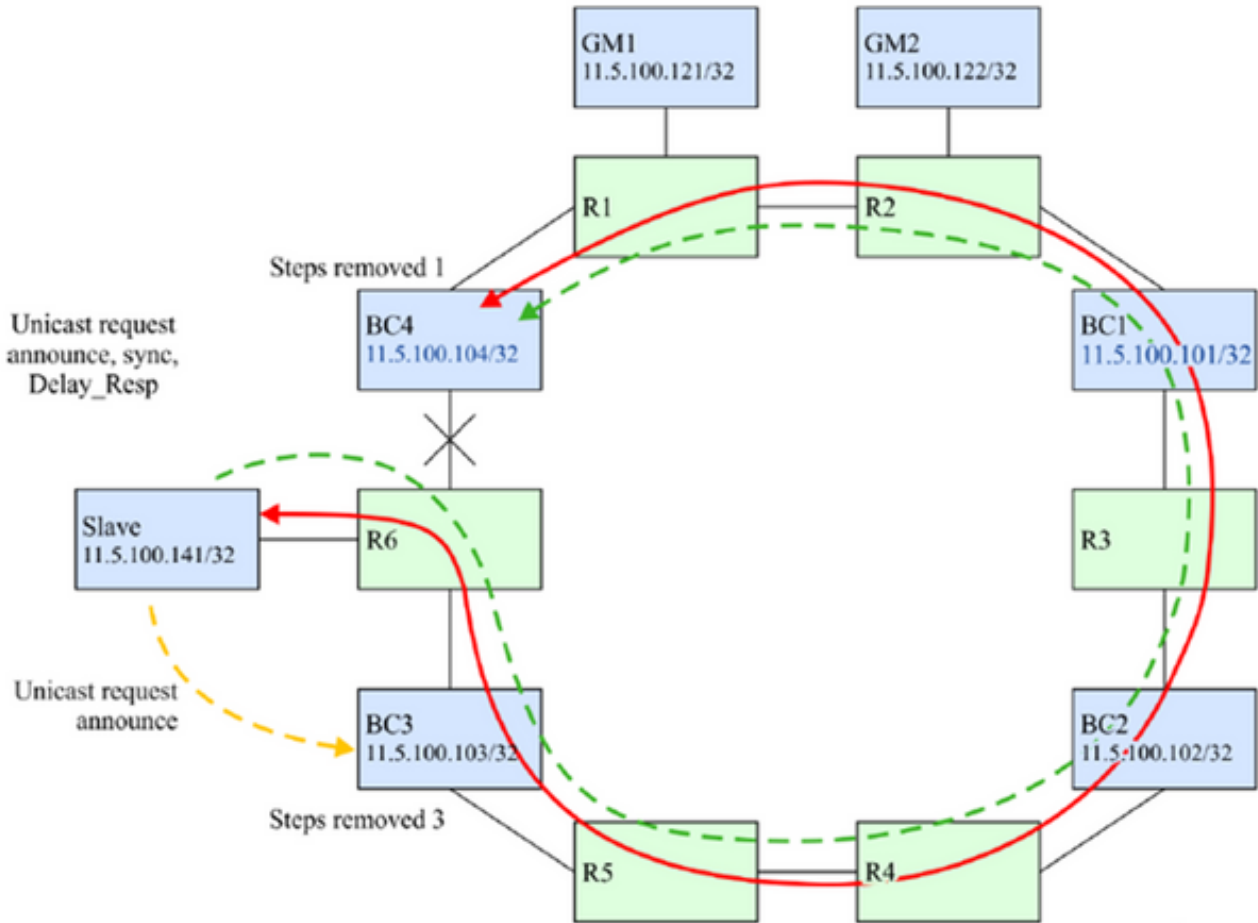 GM1
11.5.100.121/32
GM2
11.5.100.122/32
R1
R2
Steps removed 1
BC4
11.5.100.104/32
BC1
11.5.100.101/32
Unicast request
announce, sync,
Delay_Resp
Slave
11.5.100.141/32
R6
R3
Unicast request
announce
BC3
11.5.100.103/32
BC2
11.5.100.102/32
Steps removed 3
R5
R4